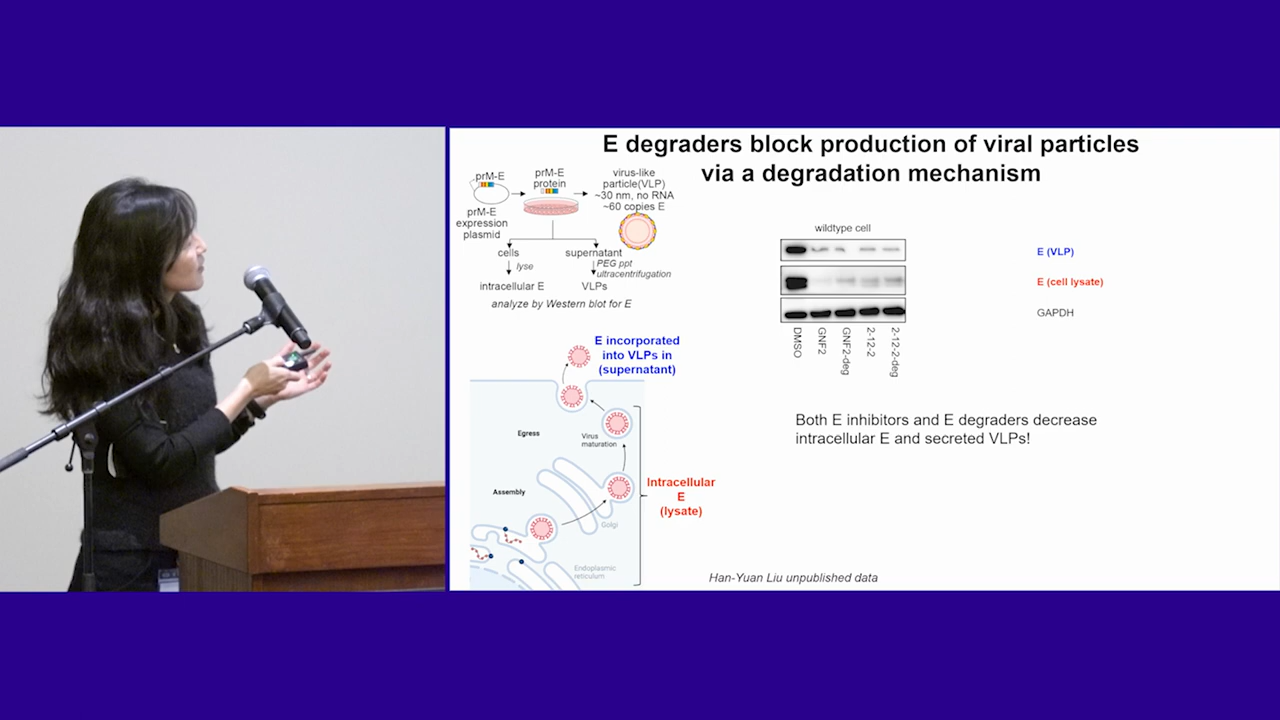 E degraders block production of viral particles
via a degradation mechanism
prM-E
prM-E
expression
plasmid
prM-E
protein
virus-like
particle(VLP)
~30 nm, no RNA
~60 copies E
cells
supernatant
lyse
PEG ppt
ultracentrifugation
intracellular E
VLPs
analyze by Western blot for E
wildtype cell
E (VLP)
E (cell lysate)
GAPDH
DMSO
GNF2
GNF2-deg
2-12-2
2-12-2-deg
E incorporated
into VLPs in
(supernatant)
Egress
Virus
maturation
Assembly
Golgi
Endoplasmic
reticulum
Intracellular
E
(lysate)
Both E inhibitors and E degraders decrease
intracellular E and secreted VLPs!
Han-Yuan Liu unpublished data